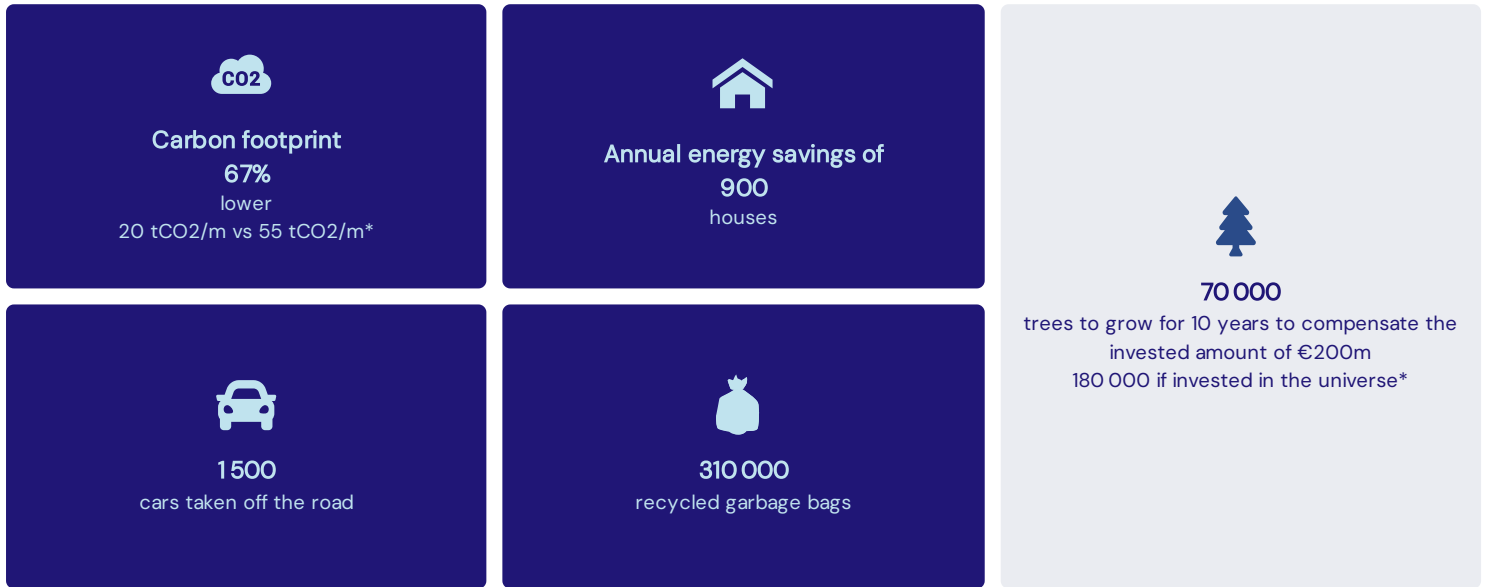 CO2
Carbon footprint
67%
lower
20 tCO2/m vs 55 tCO2/m*
Annual energy savings of
900
houses
1 500
cars taken off the road
310 000
recycled garbage bags
70 000
trees to grow for 10 years to compensate the
invested amount of €200m
180 000 if invested in the universe*